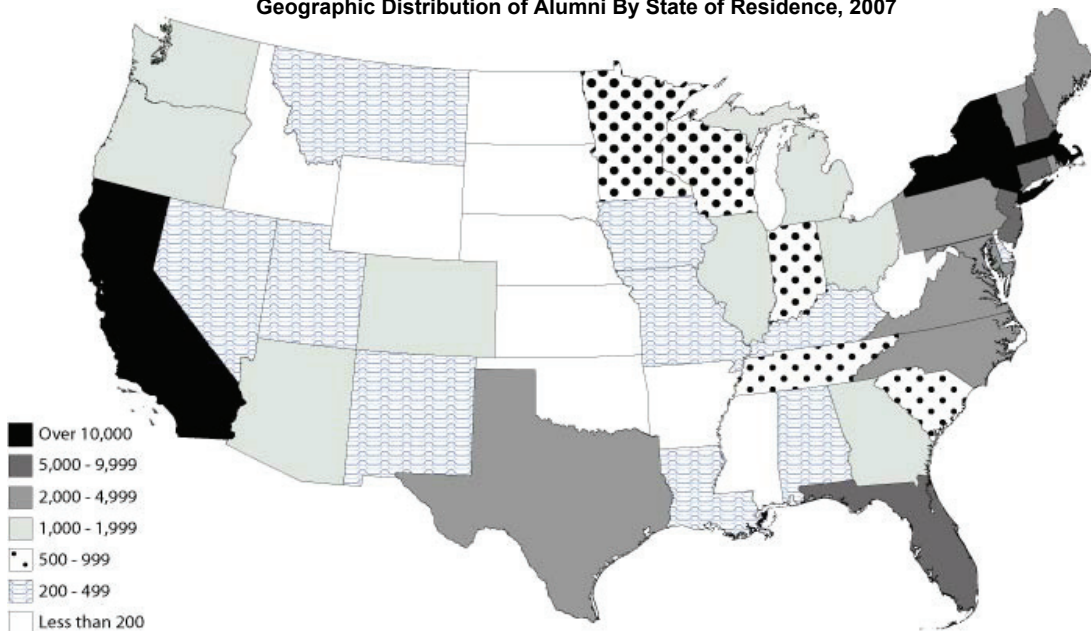 Geographic Distribution of Alumni By State of Residence, 2007
Over 10,000
5,000 - 9,999
2,000 - 4,999
1,000 - 1,999
500 - 999
200 - 499
Less than 200